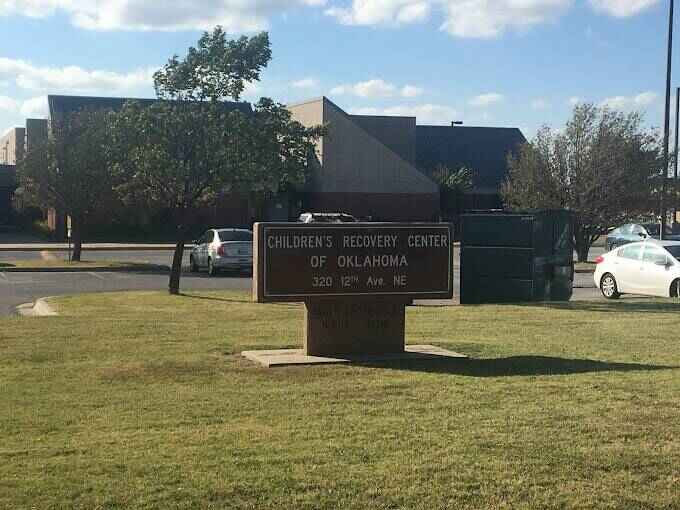 CHILDREN'S RECOVERY CENTER
OF OKLAHOMA
320 12TH AVE. NE